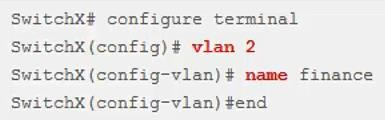 SwitchX# configure terminal
SwitchX(config)# vlan 2
SwitchX(config-vlan)# name finance
SwitchX(config-vlan)#end